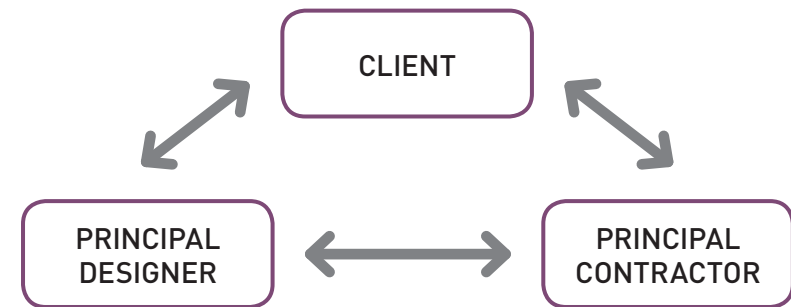 CLIENT
PRINCIPAL
DESIGNER
PRINCIPAL
CONTRACTOR